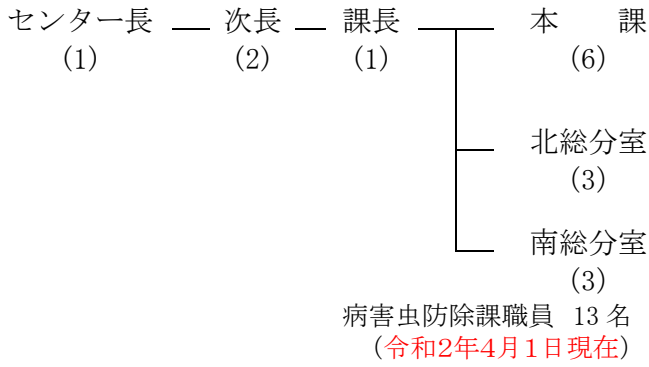 センター長 次長 課長 本 課
(1) (2) (1) (6)
北総分室
(3)
南総分室
(3)
病害虫防除課職員 13名
(令和2年4月1日現在)